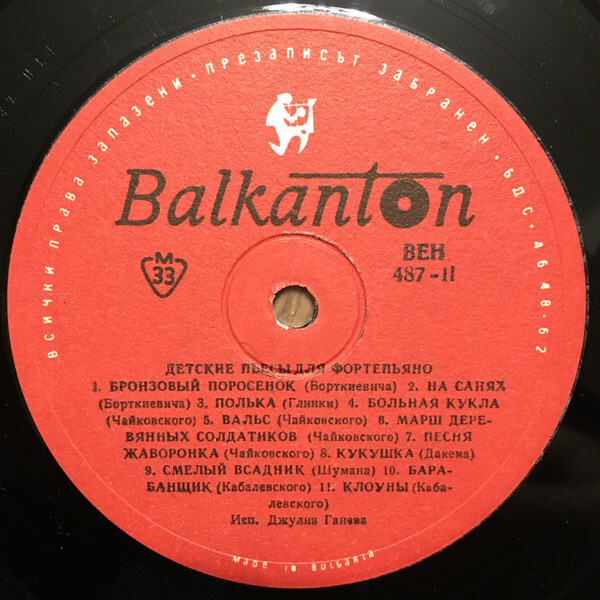 ВСИЧКИ ПРАВА ЗАПАЗЕНИ · ПРЕЗАПИСЪТ ЗАБРАНЕН · БДС · 4648-62
Balkanton
М
33
ВЕН
487-II
ДЕТСКИЕ ПЬЕСЫ ДЛЯ ФОРТЕПЬЯНО
1. БРОНЗОВЫЙ ПОРОСЕНОК (Борткиевича) 2. НА САНЯХ
(Борткиевича) 3. ПОЛЬКА (Глинки) 4. БОЛЬНАЯ КУКЛА
(Чайковского) 5. ВАЛЬС (Чайковсного) 6. МАРШ ДЕРЕ-
ВЯННЫХ СОЛДАТИКОВ (Чайковского) 7. ПЕСНЯ
ЖАВОРОНКА (Чайковского) 8. КУКУШКА (Дакена)
9. СМЕЛЫЙ ВСАДНИК (Шумана) 10. БАРА-
БАНЩИК (Кабалевского) 11. КЛОУНЫ (Каба-
левского)
Исп. Джулия Ганева
MADE IN BULGARIA